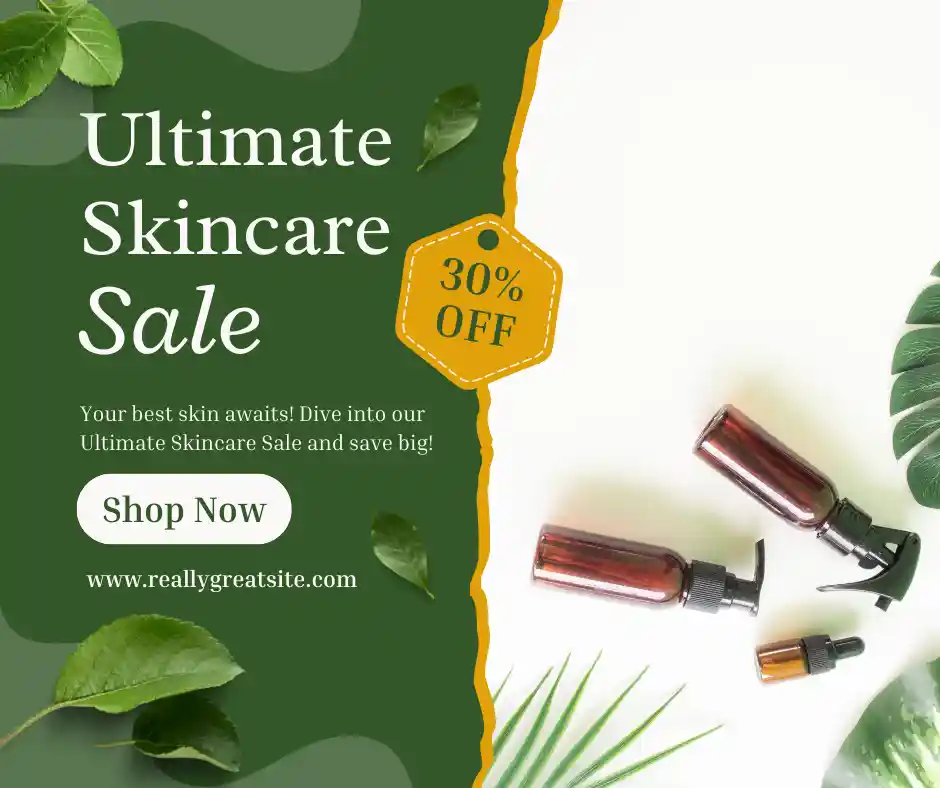 Ultimate
Skincare
Sale
30%
OFF
Your best skin awaits! Dive into our
Ultimate Skincare Sale and save big!
Shop Now
www.reallygreatsite.com